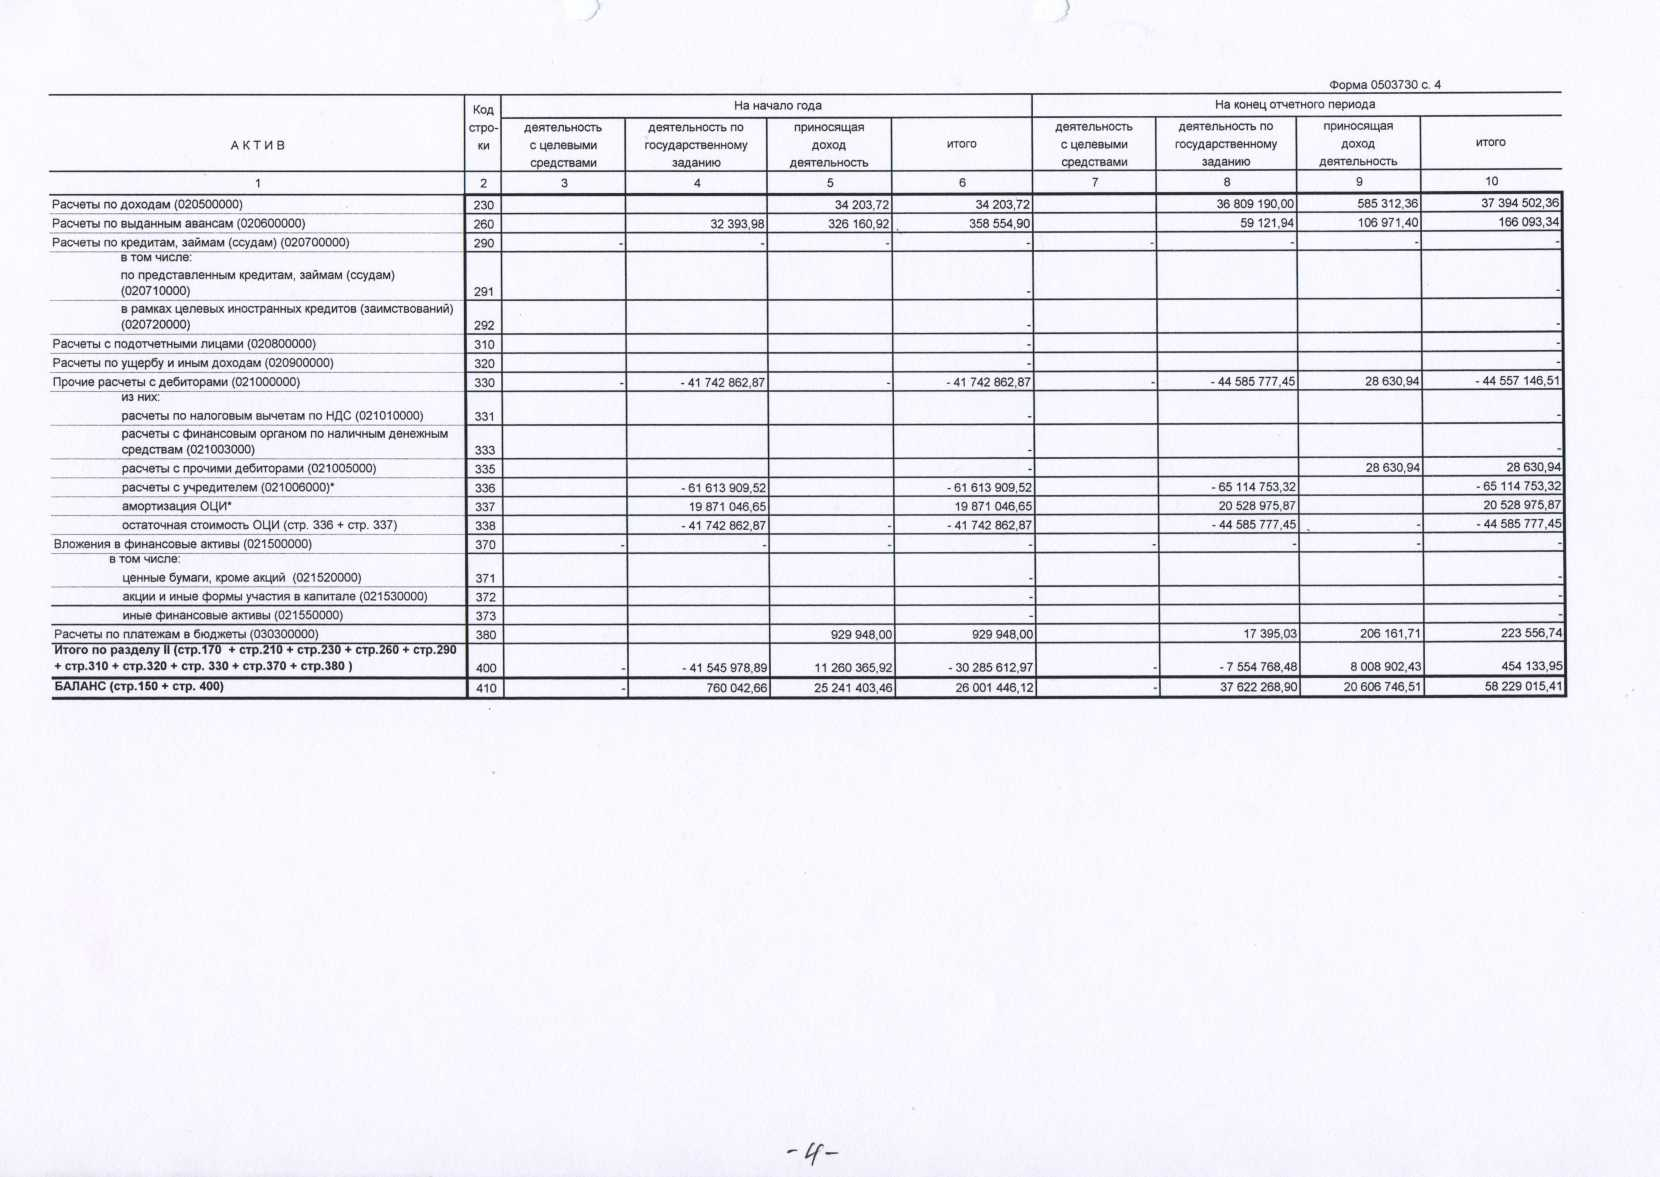 Форма 0503730 с. 4
А К Т И В Код стро- ки На начало года На конец отчетного периода
деятельность с целевыми средствами деятельность по государственному заданию приносящая доход деятельность итого деятельность с целевыми средствами деятельность по государственному заданию приносящая доход деятельность итого
1 2 3 4 5 6 7 8 9 10
Расчеты по доходам (020500000) 230 34 203,72 34 203,72 36 809 190,00 585 312,36 37 394 502,36
Расчеты по выданным авансам (020600000) 260 32 393,98 326 160,92 358 554,90 59 121,94 106 971,40 166 093,34
Расчеты по кредитам, займам (ссудам) (020700000) 290 - - - - - - - -
в том числе:
по представленным кредитам, займам (ссудам)
(020710000) 291 - -
в рамках целевых иностранных кредитов (заимствований)
(020720000) 292 - -
Расчеты с подотчетными лицами (020800000) 310 - -
Расчеты по ущербу и иным доходам (020900000) 320 - -
Прочие расчеты с дебиторами (021000000) 330 - - 41 742 862,87 - - 41 742 862,87 - - 44 585 777,45 28 630,94 - 44 557 146,51
из них:
расчеты по налоговым вычетам по НДС (021010000) 331 - -
расчеты с финансовым органом по наличным денежным
средствам (021003000) 333 - -
расчеты с прочими дебиторами (021005000) 335 - 28 630,94 28 630,94
расчеты с учредителем (021006000)* 336 - 61 613 909,52 - 61 613 909,52 - 65 114 753,32 - 65 114 753,32
амортизация ОЦИ* 337 19 871 046,65 19 871 046,65 20 528 975,87 20 528 975,87
остаточная стоимость ОЦИ (стр. 336 + стр. 337) 338 - 41 742 862,87 - - 41 742 862,87 - 44 585 777,45 - - 44 585 777,45
Вложения в финансовые активы (021500000) 370 - - - - - - - -
в том числе:
ценные бумаги, кроме акций (021520000) 371 - -
акции и иные формы участия в капитале (021530000) 372 - -
иные финансовые активы (021550000) 373 - -
Расчеты по платежам в бюджеты (030300000) 380 929 948,00 929 948,00 17 395,03 206 161,71 223 556,74
Итого по разделу II (стр.170 + стр.210 + стр.230 + стр.260 + стр.290
+ стр.310 + стр.320 + стр. 330 + стр.370 + стр.380 ) 400 - - 41 545 978,89 11 260 365,92 - 30 285 612,97 - - 7 554 768,48 8 008 902,43 454 133,95
БАЛАНС (стр.150 + стр. 400) 410 - 760 042,66 25 241 403,46 26 001 446,12 - 37 622 268,90 20 606 746,51 58 229 015,41
-4-